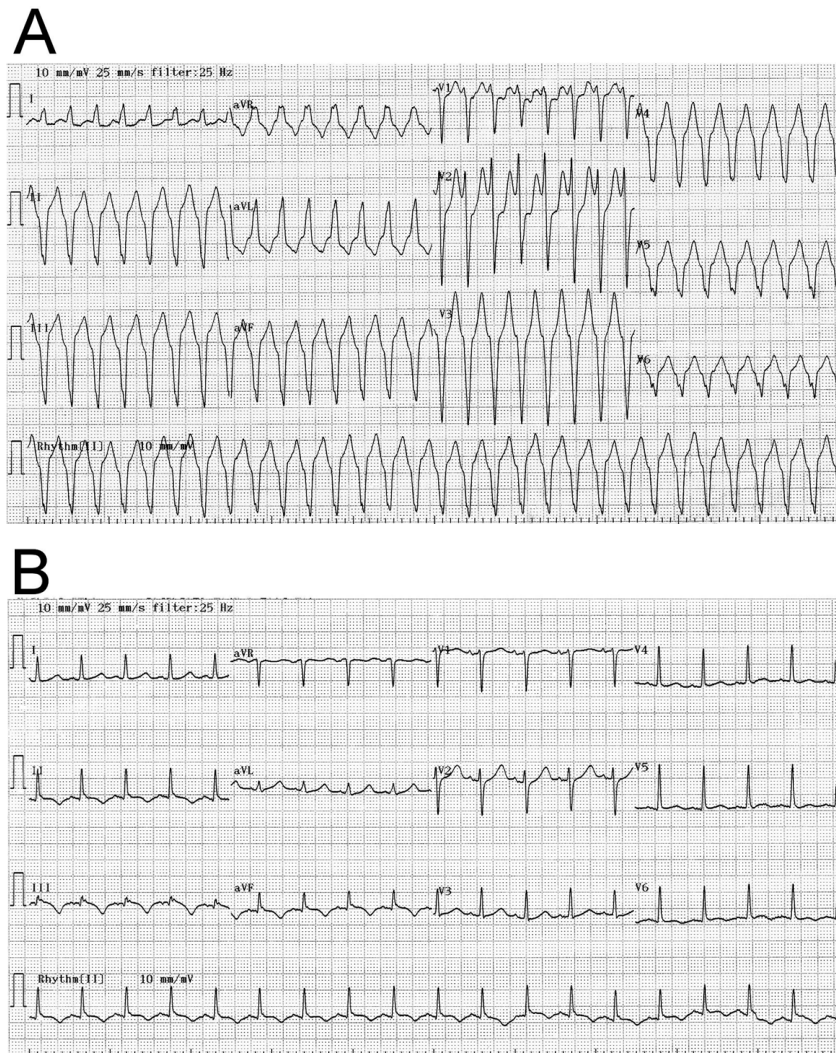 A
10 mm/mV 25 mm/s filter:25 Hz
I
aVR
V1
V4
II
aVL
V2
V5
III
aVF
V3
V6
Rhythm[II] 10 mm/mV
B
10 mm/mV 25 mm/s filter:25 Hz
I
aVR
V1
V4
II
aVL
V2
V5
III
aVF
V3
V6
Rhythm[II] 10 mm/mV